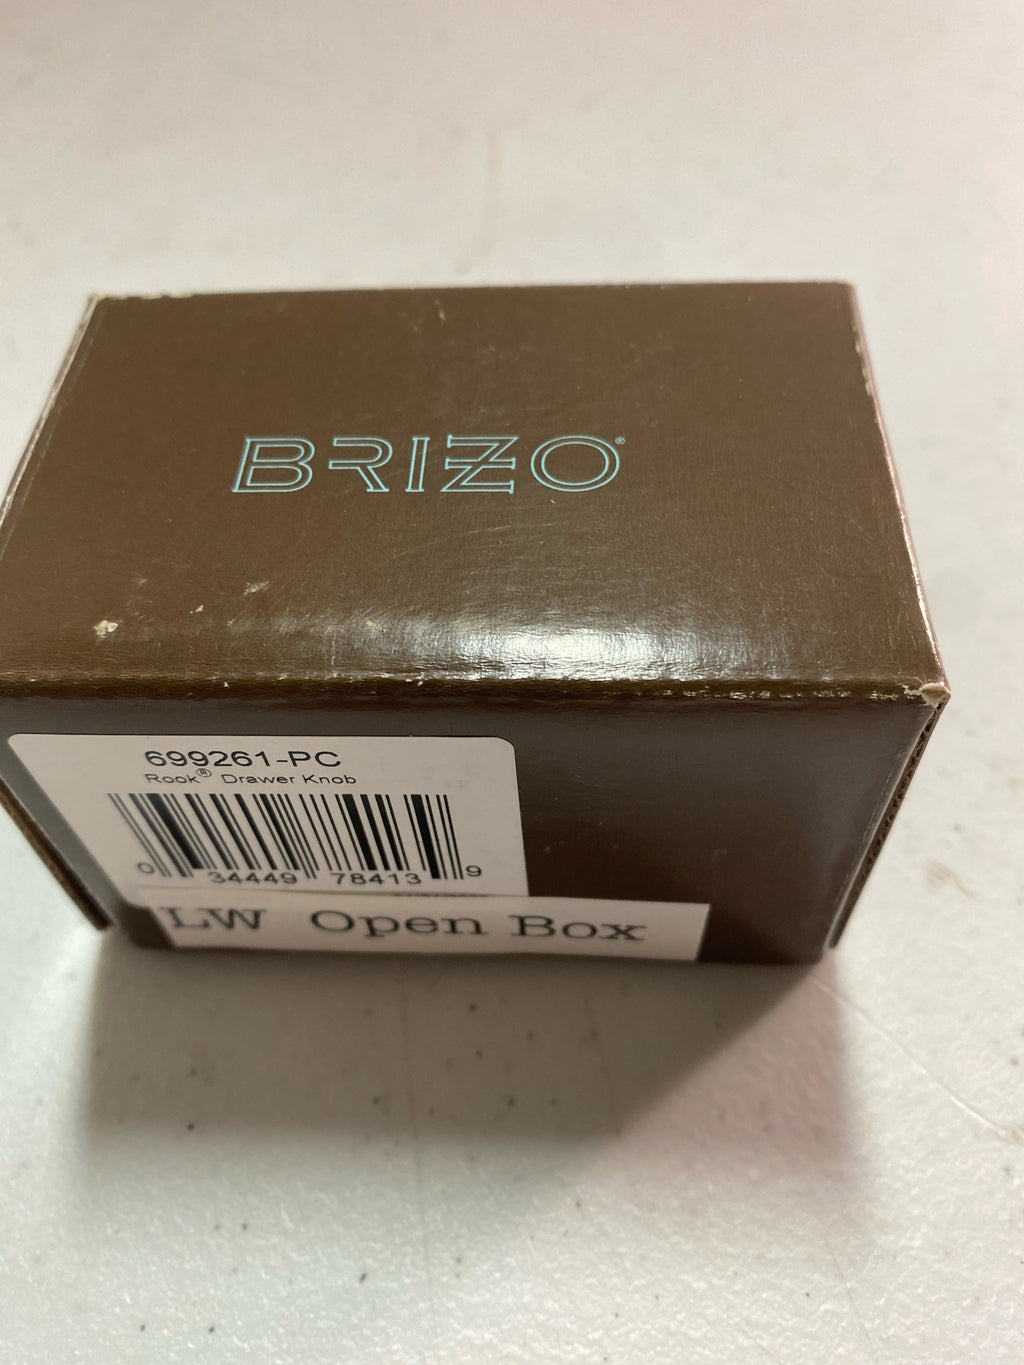 BRIZO®
699261-PC
Rook® Drawer Knob
0 34449 78413 9
LW Open Box